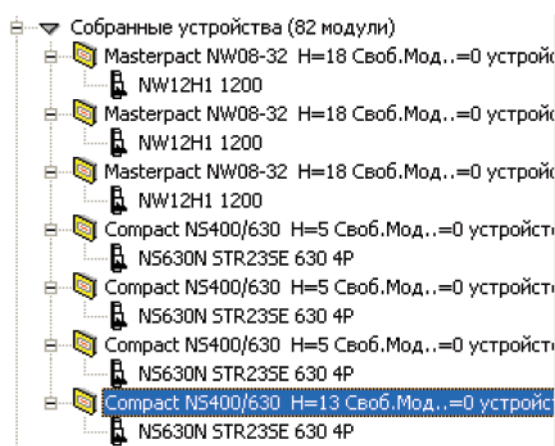 Собранные устройства (82 модули)
Masterpact NW08-32 H=18 Своб.Мод..=0 устройс
NW12H1 1200
Masterpact NW08-32 H=18 Своб.Мод..=0 устройс
NW12H1 1200
Masterpact NW08-32 H=18 Своб.Мод..=0 устройс
NW12H1 1200
Compact NS400/630 H=5 Своб.Мод..=0 устройст
NS630N STR23SE 630 4P
Compact NS400/630 H=5 Своб.Мод..=0 устройст
NS630N STR23SE 630 4P
Compact NS400/630 H=5 Своб.Мод..=0 устройст
NS630N STR23SE 630 4P
Compact NS400/630 H=13 Своб.Мод..=0 устройс
NS630N STR23SE 630 4P